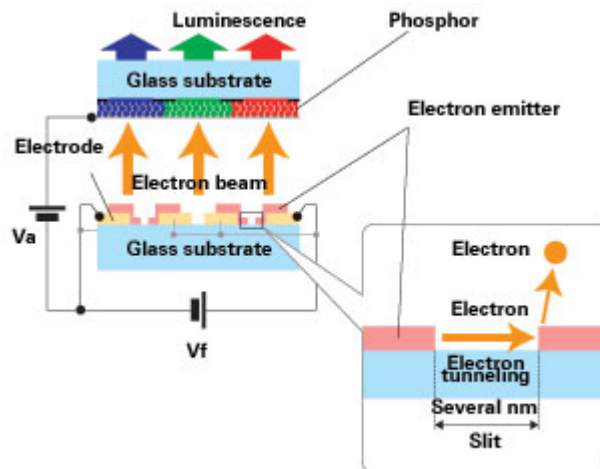 Luminescence
Phosphor
Glass substrate
Electron emitter
Electrode
Electron beam
Va
Glass substrate
Vf
Electron
Electron
Electron
tunneling
Several nm
Slit